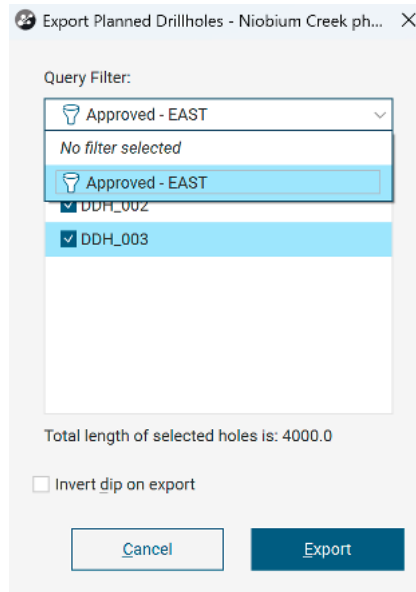 Export Planned Drillholes - Niobium Creek ph...
Query Filter:
Approved - EAST
No filter selected
Approved - EAST
DDH_002
DDH_003
Total length of selected holes is: 4000.0
Invert dip on export
Cancel
Export